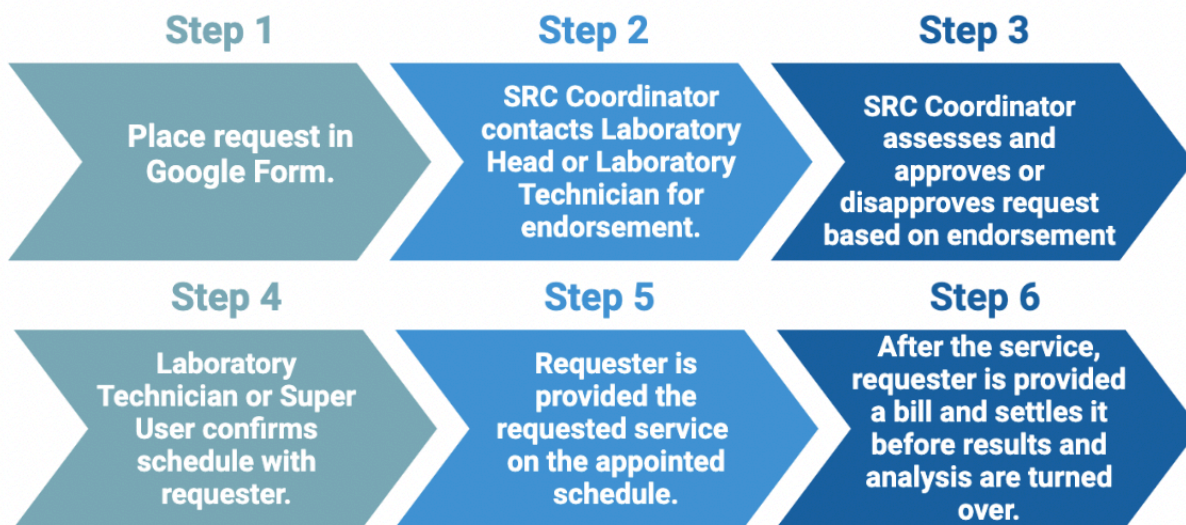 Step 1
Place request in
Google Form.
Step 2
SRC Coordinator
contacts Laboratory
Head or Laboratory
Technician for
endorsement.
Step 3
SRC Coordinator
assesses and
approves or
disapproves request
based on endorsement
Step 4
Laboratory
Technician or Super
User confirms
schedule with
requester.
Step 5
Requester is
provided the
requested service
on the appointed
schedule.
Step 6
After the service,
requester is provided
a bill and settles it
before results and
analysis are turned
over.